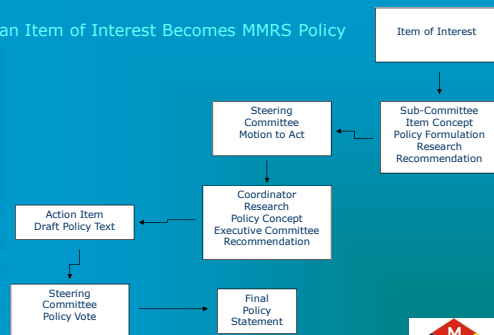 an Item of Interest Becomes MMRS Policy
Item of Interest
Sub-Committee
Item Concept
Policy Formulation
Research
Recommendation
Steering
Committee
Motion to Act
Coordinator
Research
Policy Concept
Executive Committee
Recommendation
Action Item
Draft Policy Text
Steering
Committee
Policy Vote
Final
Policy
Statement
M